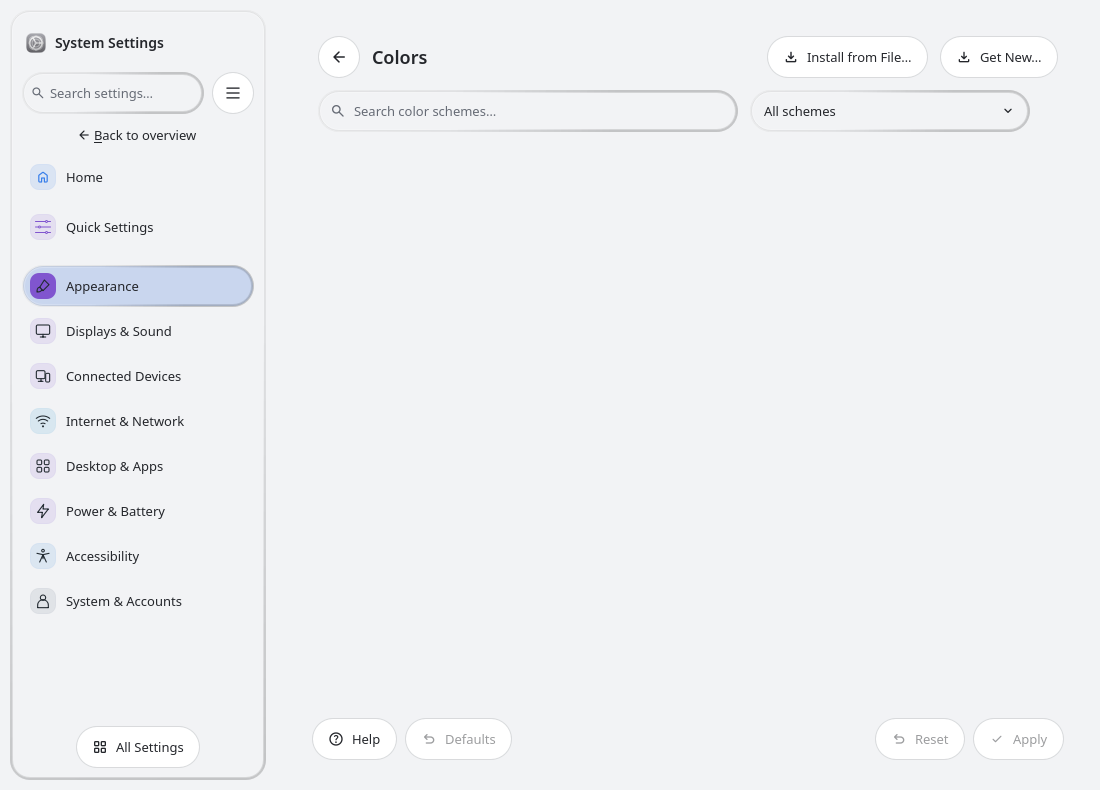 System Settings
Search settings...
Back to overview
Home
Quick Settings
Appearance
Displays & Sound
Connected Devices
Internet & Network
Desktop & Apps
Power & Battery
Accessibility
System & Accounts
All Settings
Colors
Install from File...
Get New...
Search color schemes...
All schemes
Help
Defaults
Reset
Apply